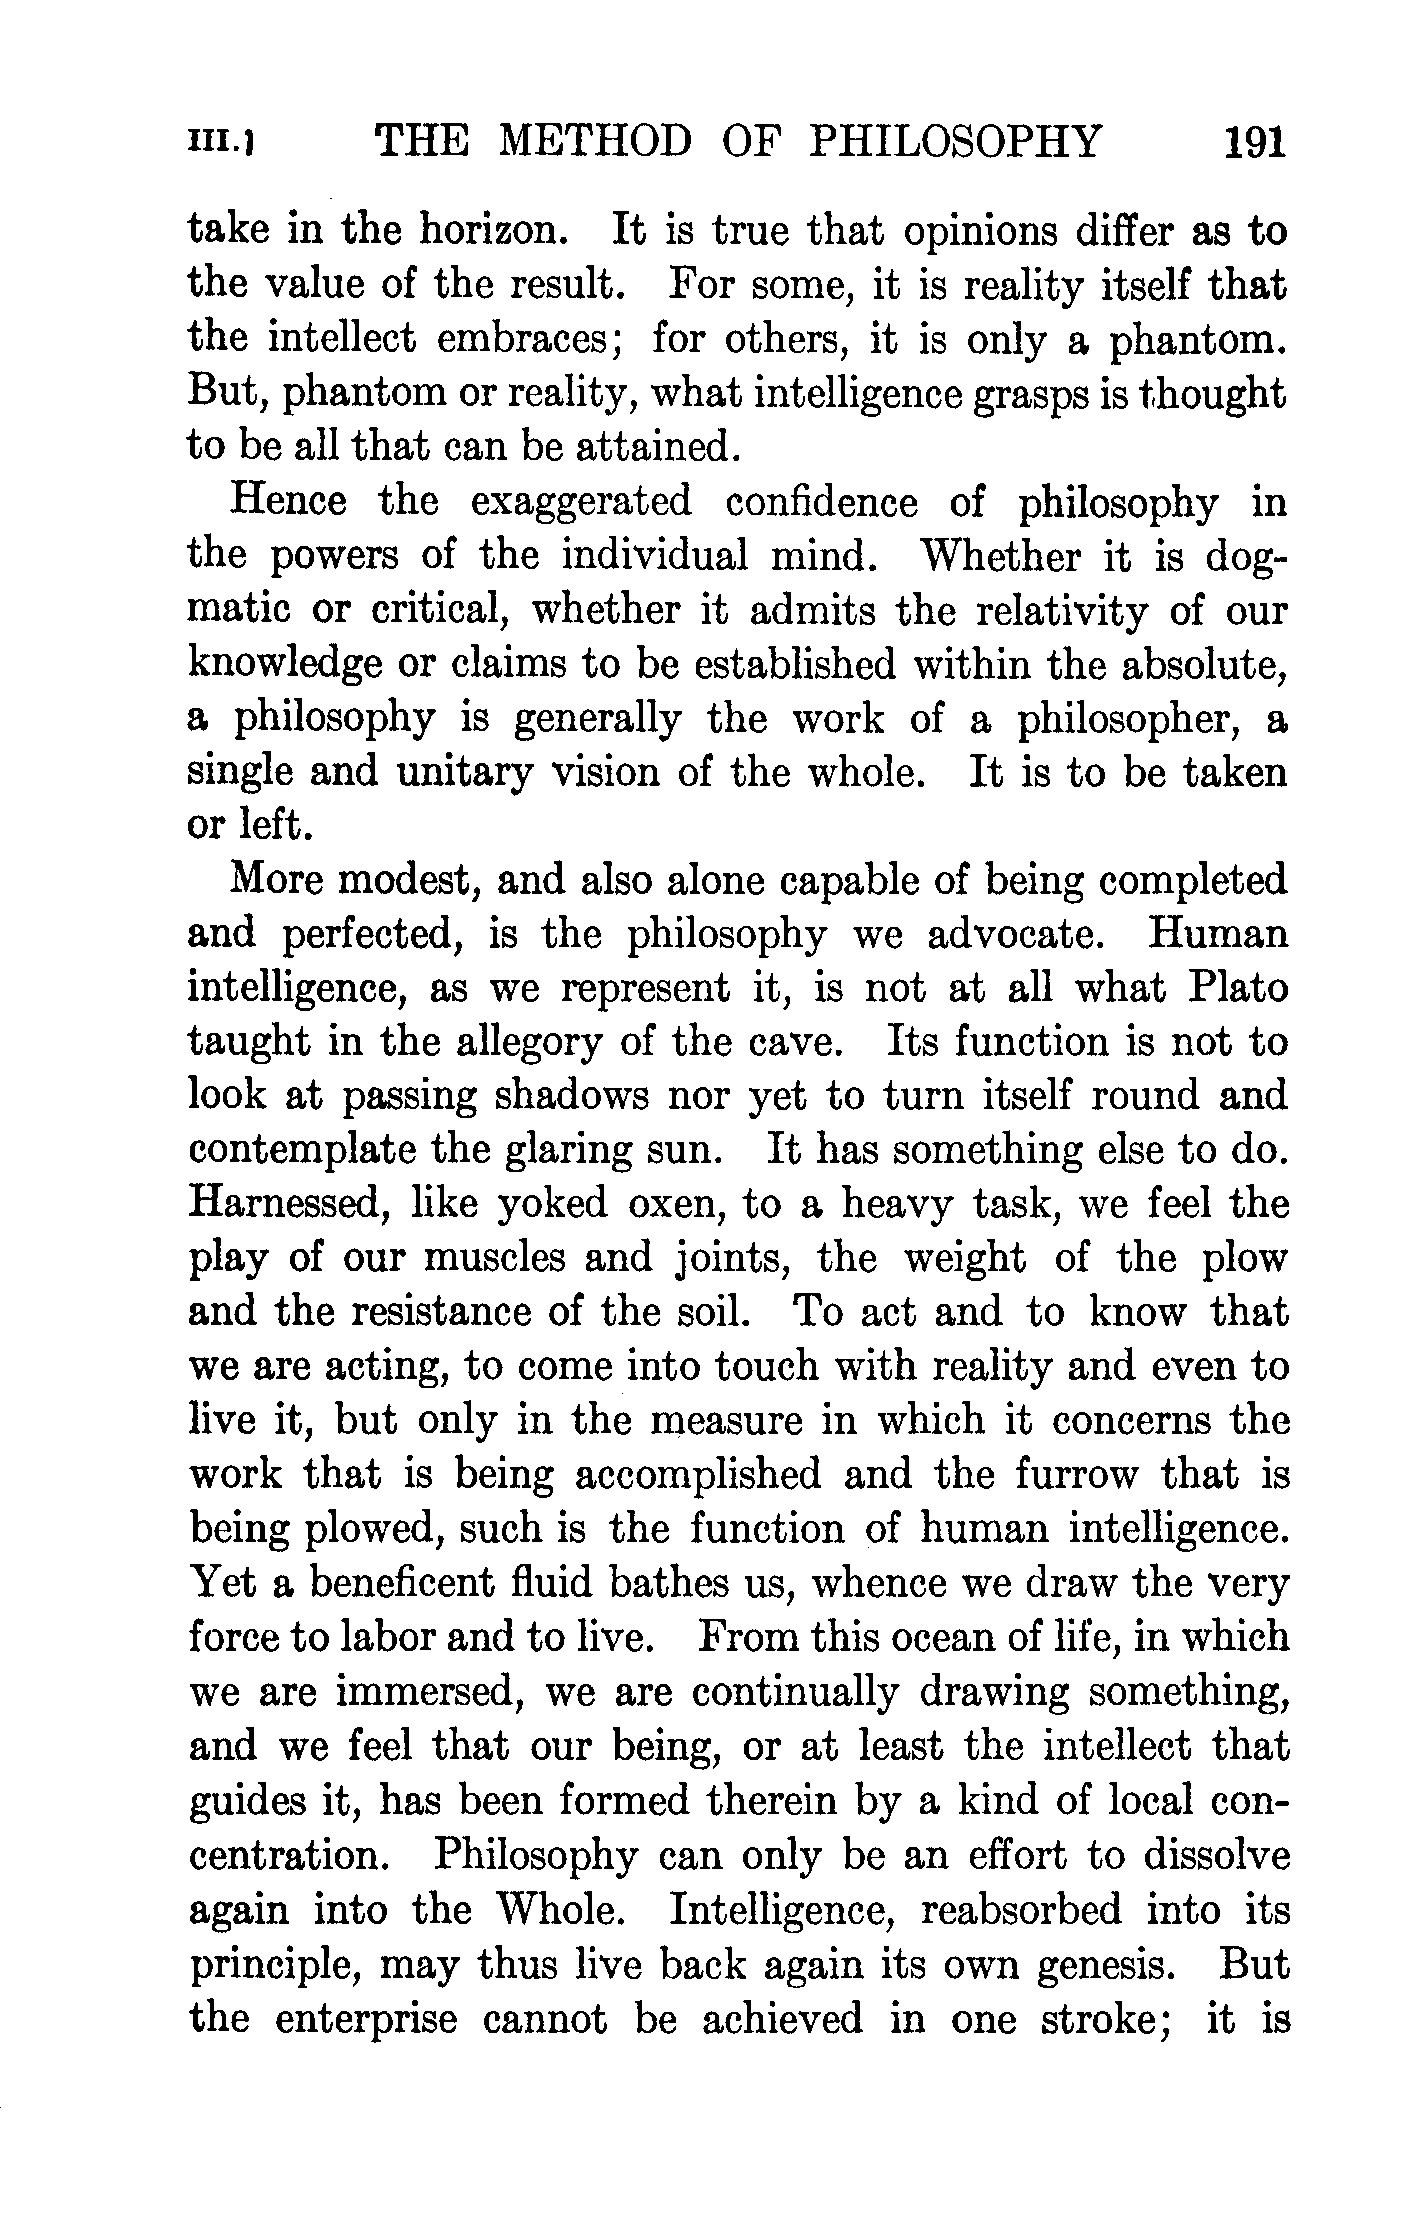 III.] THE METHOD OF PHILOSOPHY 191
take in the horizon. It is true that opinions differ as to
the value of the result. For some, it is reality itself that
the intellect embraces; for others, it is only a phantom.
But, phantom or reality, what intelligence grasps is thought
to be all that can be attained.
Hence the exaggerated confidence of philosophy in
the powers of the individual mind. Whether it is dog-
matic or critical, whether it admits the relativity of our
knowledge or claims to be established within the absolute,
a philosophy is generally the work of a philosopher, a
single and unitary vision of the whole. It is to be taken
or left.
More modest, and also alone capable of being completed
and perfected, is the philosophy we advocate. Human
intelligence, as we represent it, is not at all what Plato
taught in the allegory of the cave. Its function is not to
look at passing shadows nor yet to turn itself round and
contemplate the glaring sun. It has something else to do.
Harnessed, like yoked oxen, to a heavy task, we feel the
play of our muscles and joints, the weight of the plow
and the resistance of the soil. To act and to know that
we are acting, to come into touch with reality and even to
live it, but only in the measure in which it concerns the
work that is being accomplished and the furrow that is
being plowed, such is the function of human intelligence.
Yet a beneficent fluid bathes us, whence we draw the very
force to labor and to live. From this ocean of life, in which
we are immersed, we are continually drawing something,
and we feel that our being, or at least the intellect that
guides it, has been formed therein by a kind of local con-
centration. Philosophy can only be an effort to dissolve
again into the Whole. Intelligence, reabsorbed into its
principle, may thus live back again its own genesis. But
the enterprise cannot be achieved in one stroke; it is